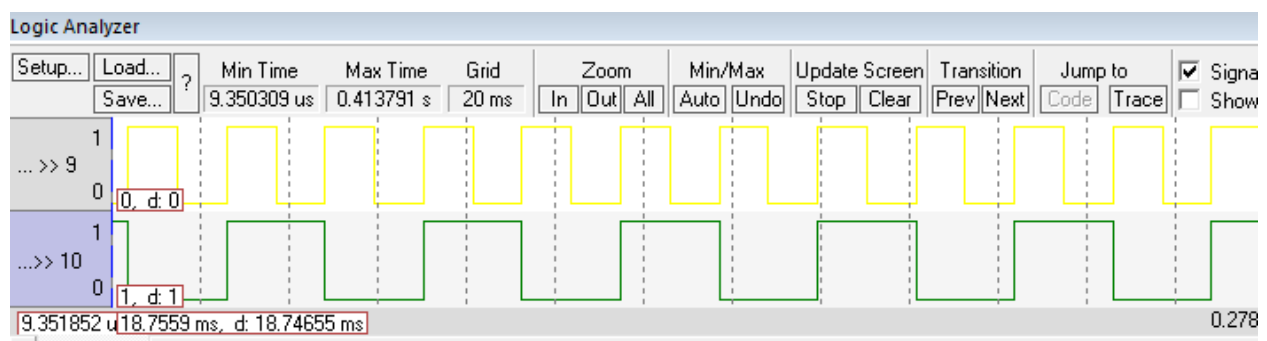 Logic Analyzer
Setup... Load... ? Min Time Max Time Grid Zoom Min/Max Update Screen Transition Jump to Signa
Save... 9.350309 us 0.413791 s 20 ms In Out All Auto Undo Stop Clear Prev Next Code Trace Show
1
... >> 9
0 0, d: 0
1
...>> 10
0 1, d: 1
9.351852 u 18.7559 ms, d: 18.74655 ms 0.278